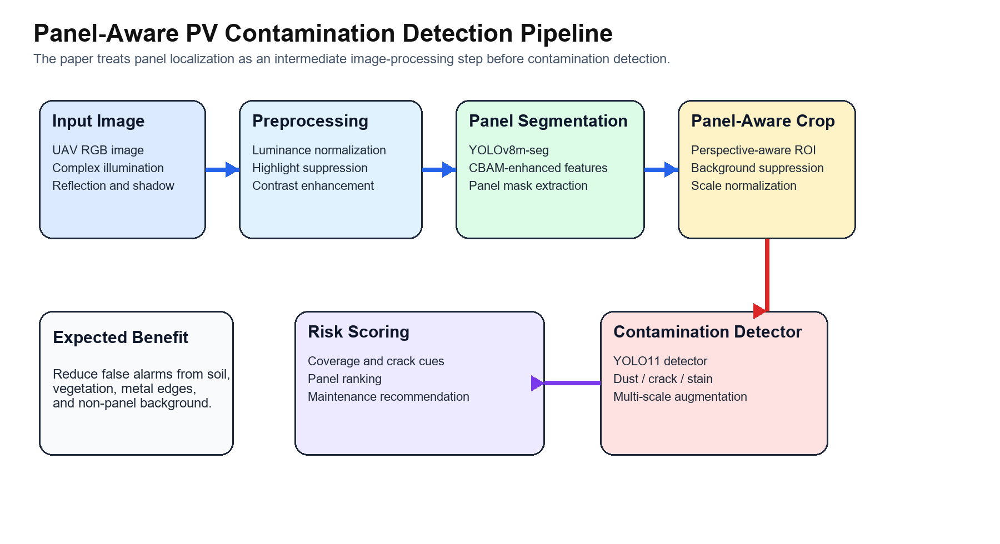 Panel-Aware PV Contamination Detection Pipeline
The paper treats panel localization as an intermediate image-processing step before contamination detection.
Input Image
UAV RGB image
Complex illumination
Reflection and shadow
Preprocessing
Luminance normalization
Highlight suppression
Contrast enhancement
Panel Segmentation
YOLOv8m-seg
CBAM-enhanced features
Panel mask extraction
Panel-Aware Crop
Perspective-aware ROI
Background suppression
Scale normalization
Expected Benefit
Reduce false alarms from soil,
vegetation, metal edges,
and non-panel background.
Risk Scoring
Coverage and crack cues
Panel ranking
Maintenance recommendation
Contamination Detector
YOLO11 detector
Dust / crack / stain
Multi-scale augmentation